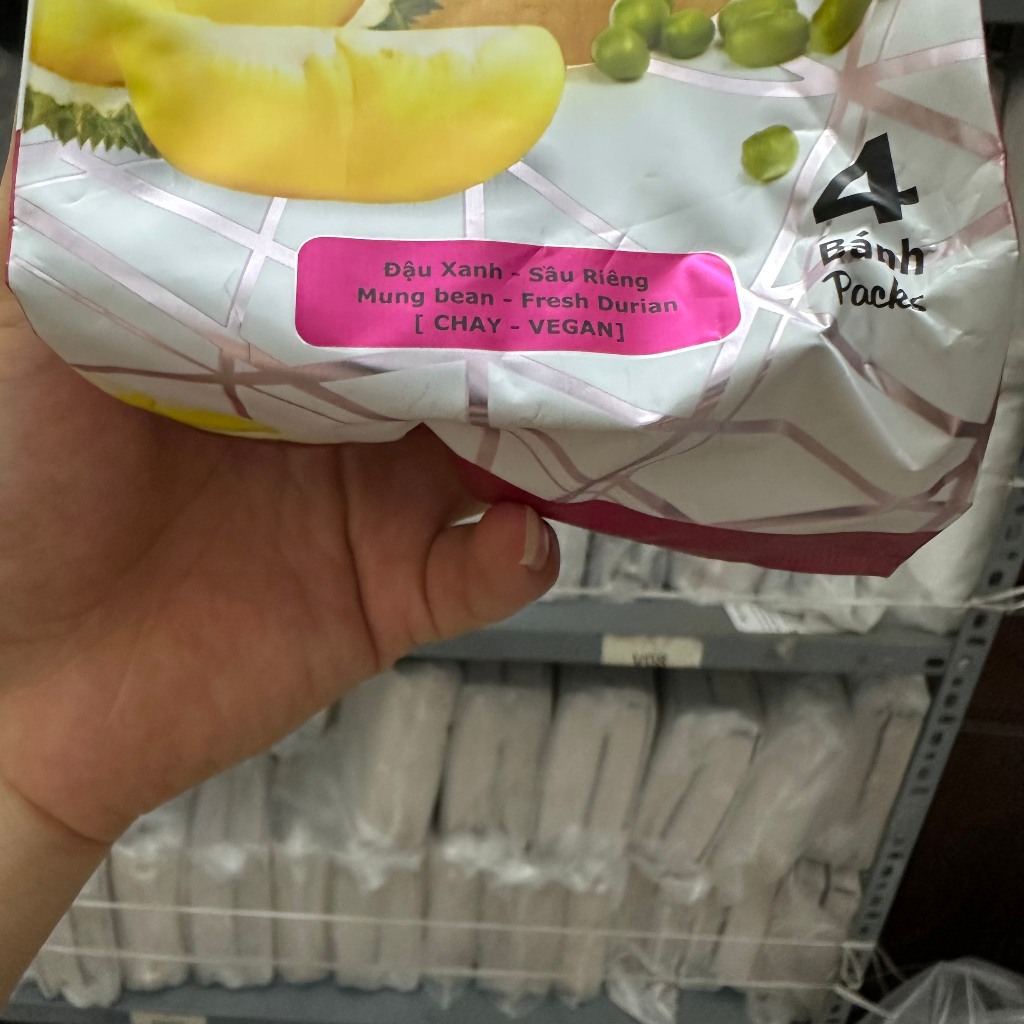 Đậu Xanh - Sầu Riêng
Mung bean - Fresh Durian
[ CHAY - VEGAN]
4
Bánh
Packs